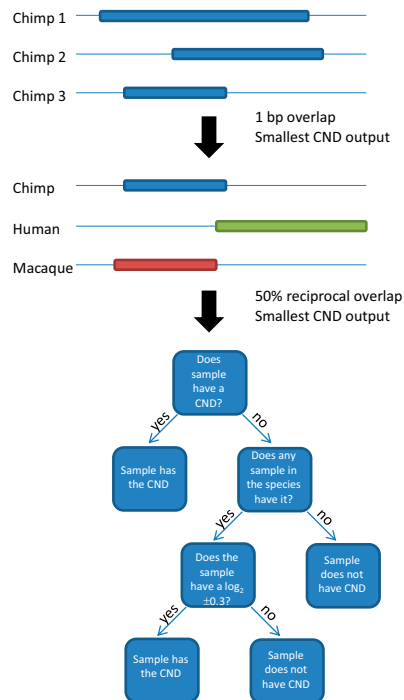 Chimp 1
Chimp 2
Chimp 3
1 bp overlap
Smallest CND output
Chimp
Human
Macaque
50% reciprocal overlap
Smallest CND output
Does
sample
have a
CND?
yes
no
Sample has
the CND
Does any
sample in
the species
have it?
yes
no
Does the
sample
have a log₂
±0.3?
Sample
does not
have CND
yes
no
Sample has
the CND
Sample
does not
have CND